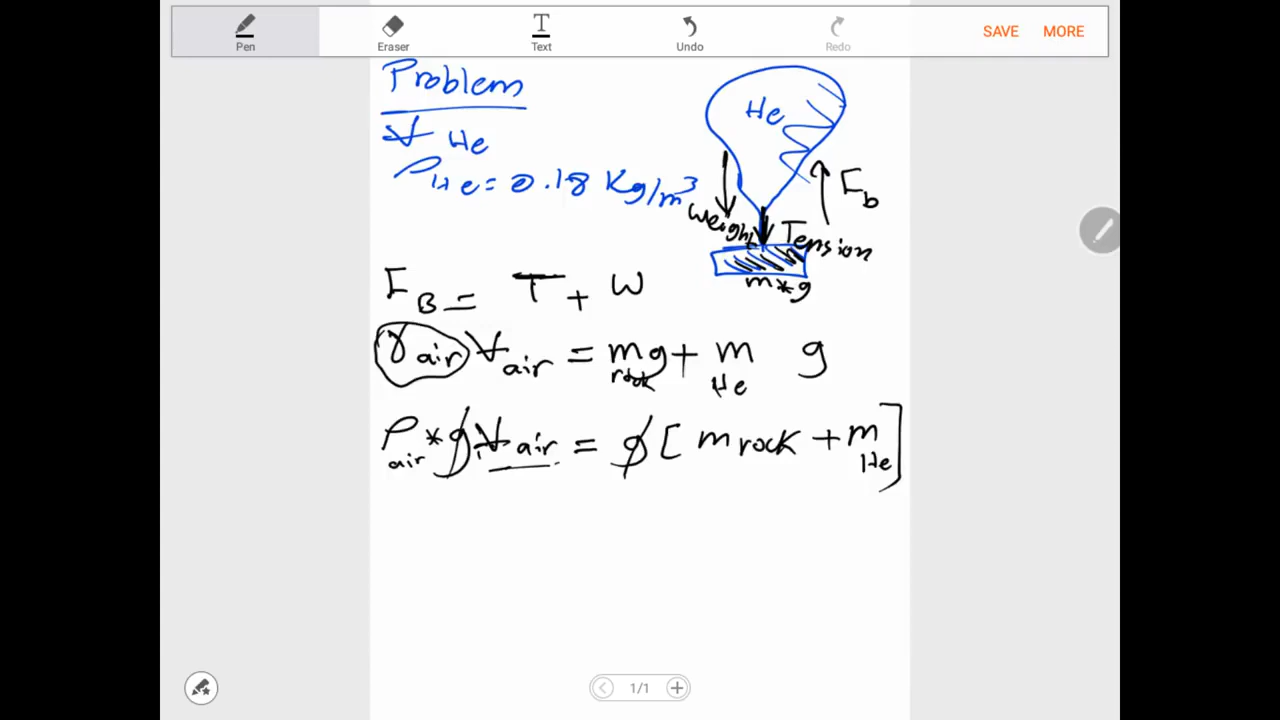 Pen Eraser Text Undo Redo SAVE MORE
Problem
V He
ρHe = 0.18 Kg/m³
He
Fb
Weight
Tension
m*g
FB = T + W
γair Vair = mg + m g
rock He
ρ * g Vair = g [ m rock + m ]
air He
1/1